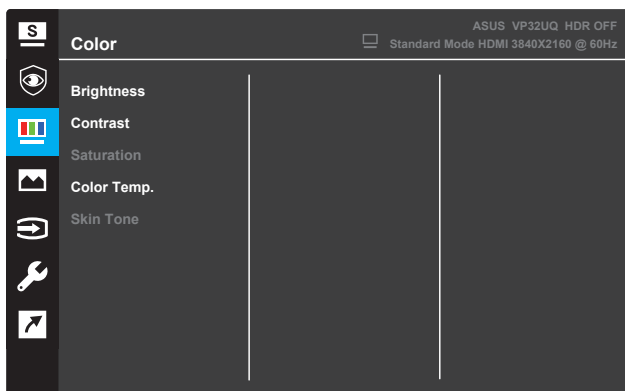 S
ASUS VP32UQ HDR OFF
Color
Standard Mode HDMI 3840X2160 @ 60Hz
Brightness
Contrast
Saturation
Color Temp.
Skin Tone